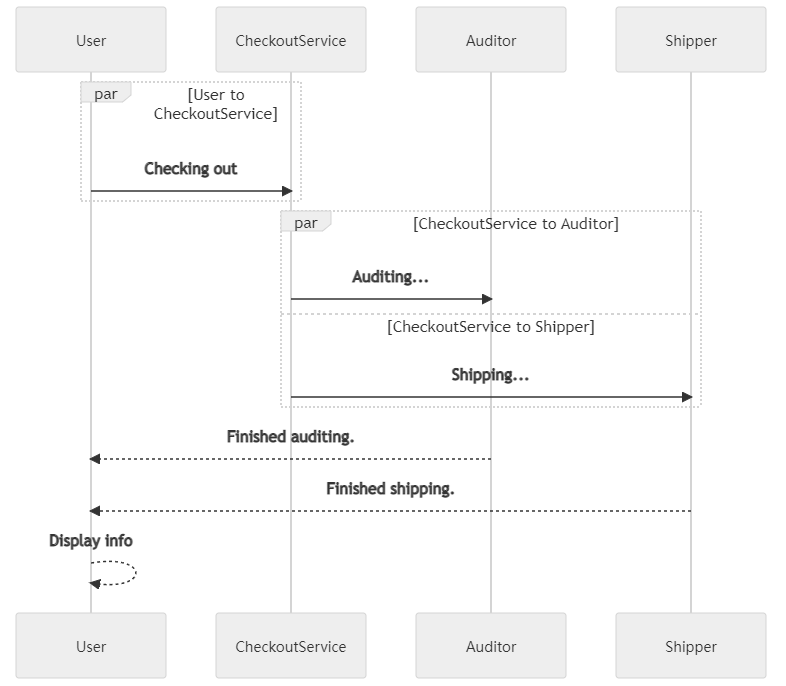 User CheckoutService Auditor Shipper
par [User to
CheckoutService]
Checking out
par [CheckoutService to Auditor]
Auditing...
[CheckoutService to Shipper]
Shipping...
Finished auditing.
Finished shipping.
Display info
User CheckoutService Auditor Shipper